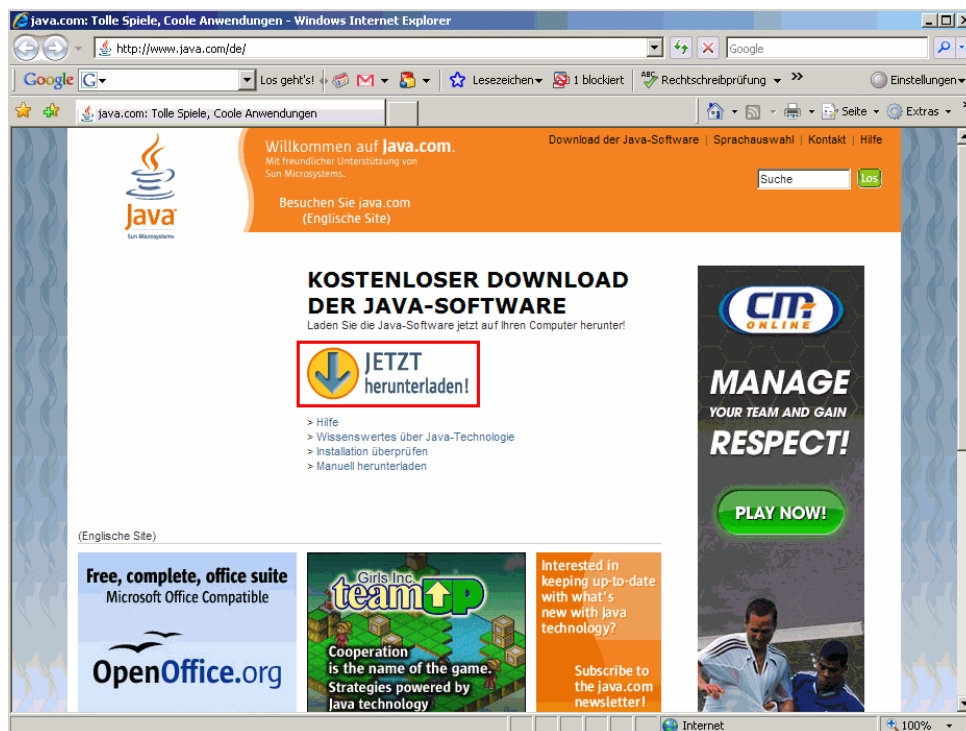 java.com: Tolle Spiele, Coole Anwendungen - Windows Internet Explorer
http://www.java.com/de/
Google
Google
G
Los geht's!
Lesezeichen
1 blockiert
ABC
Rechtschreibprüfung
»
Einstellungen
java.com: Tolle Spiele, Coole Anwendungen
Seite
Extras
Java
Sun Microsystems
Willkommen auf Java.com.
Mit freundlicher Unterstützung von
Sun Microsystems.
Besuchen Sie java.com
(Englische Site)
Download der Java-Software | Sprachauswahl | Kontakt | Hilfe
Suche
Los
KOSTENLOSER DOWNLOAD
DER JAVA-SOFTWARE
Laden Sie die Java-Software jetzt auf Ihren Computer herunter!
JETZT
herunterladen!
> Hilfe
> Wissenswertes über Java-Technologie
> Installation überprüfen
> Manuell herunterladen
CM
ONLINE
MANAGE
YOUR TEAM AND GAIN
RESPECT!
PLAY NOW!
(Englische Site)
Free, complete, office suite
Microsoft Office Compatible
OpenOffice.org
Girls Inc.
team UP
Cooperation
is the name of the game.
Strategies powered by
Java technology
Interested in
keeping up-to-date
with what's
new with Java
technology?
Subscribe to
the java.com
newsletter!
Internet
100%